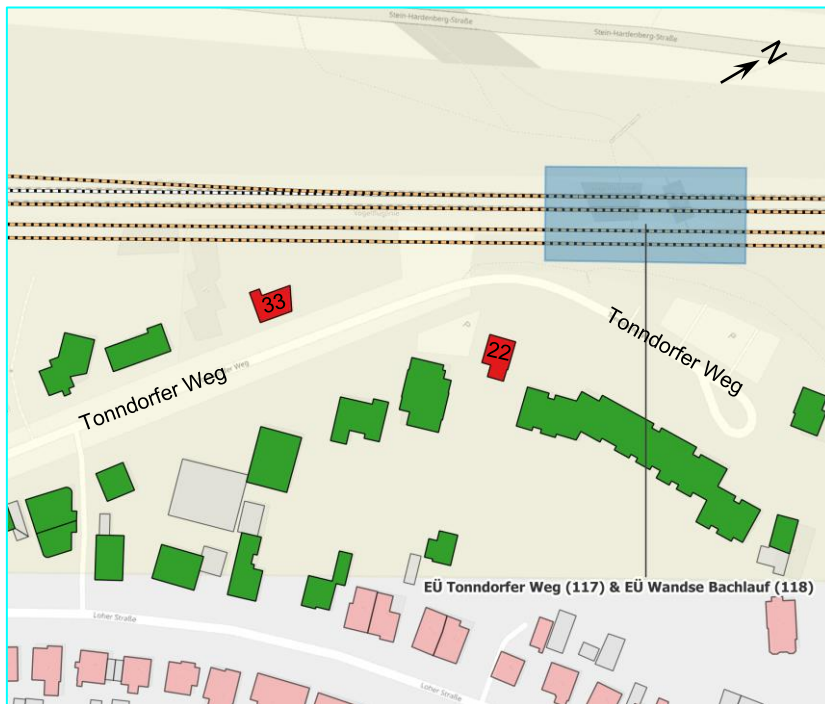 Stein-Hardenberg-Straße
Stein-Hardenberg-Straße
N
33
22
Tonndorfer Weg
Tonndorfer Weg
P
P
er Weg
EÜ Tonndorfer Weg (117) & EÜ Wandse Bachlauf (118)
Loher Straße
Loher Straße